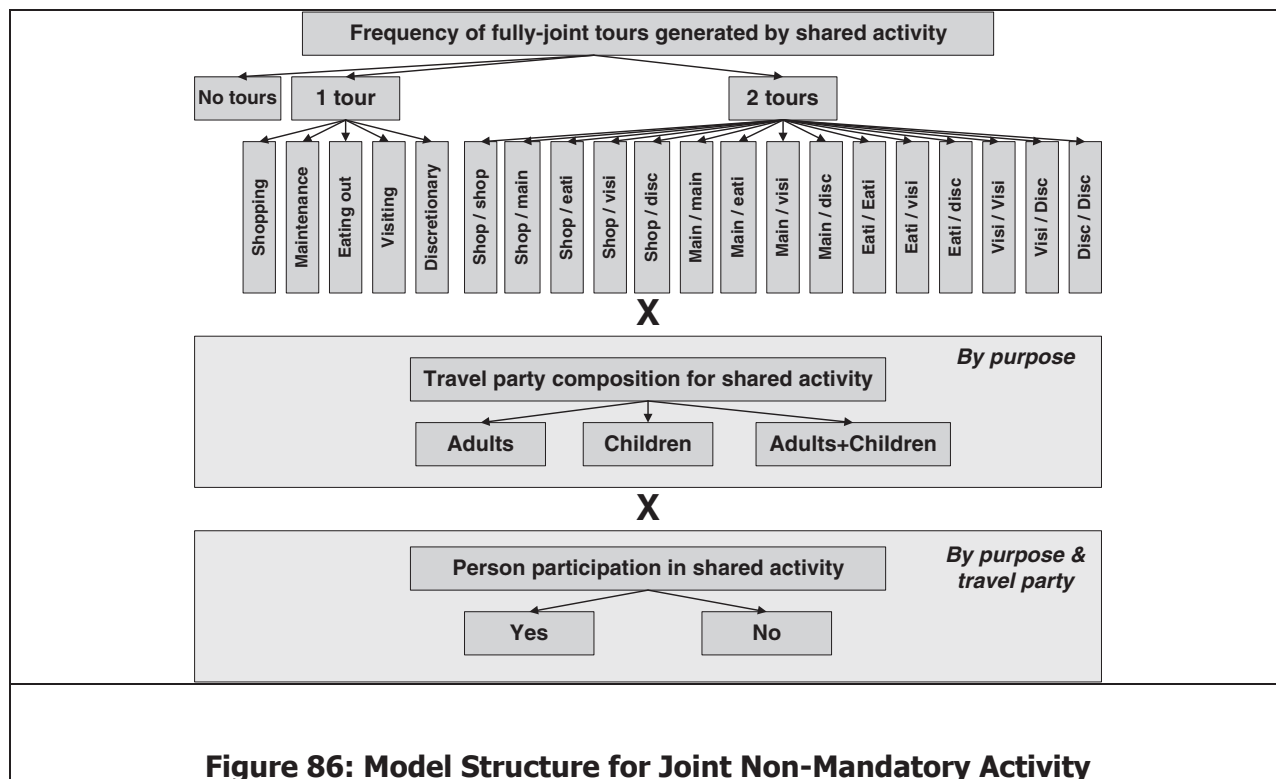 Frequency of fully-joint tours generated by shared activity
No tours
1 tour
2 tours
Shopping
Maintenance
Eating out
Visiting
Discretionary
Shop / shop
Shop / main
Shop / eati
Shop / visi
Shop / disc
Main / main
Main / eati
Main / visi
Main / disc
Eati / Eati
Eati / visi
Eati / disc
Visi / Visi
Visi / Disc
Disc / Disc
X
By purpose
Travel party composition for shared activity
Adults
Children
Adults+Children
X
By purpose &
travel party
Person participation in shared activity
Yes
No
Figure 86: Model Structure for Joint Non-Mandatory Activity